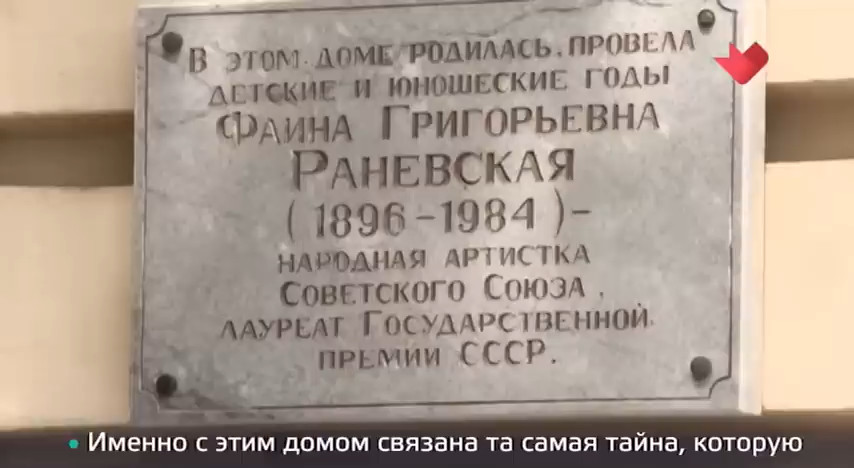 В ЭТОМ ДОМЕ РОДИЛАСЬ, ПРОВЕЛА
ДЕТСКИЕ И ЮНОШЕСКИЕ ГОДЫ
ФАИНА ГРИГОРЬЕВНА
РАНЕВСКАЯ
(1896-1984)-
НАРОДНАЯ АРТИСТКА
СОВЕТСКОГО СОЮЗА,
ЛАУРЕАТ ГОСУДАРСТВЕННОЙ
ПРЕМИИ СССР.
• Именно с этим домом связана та самая тайна, которую